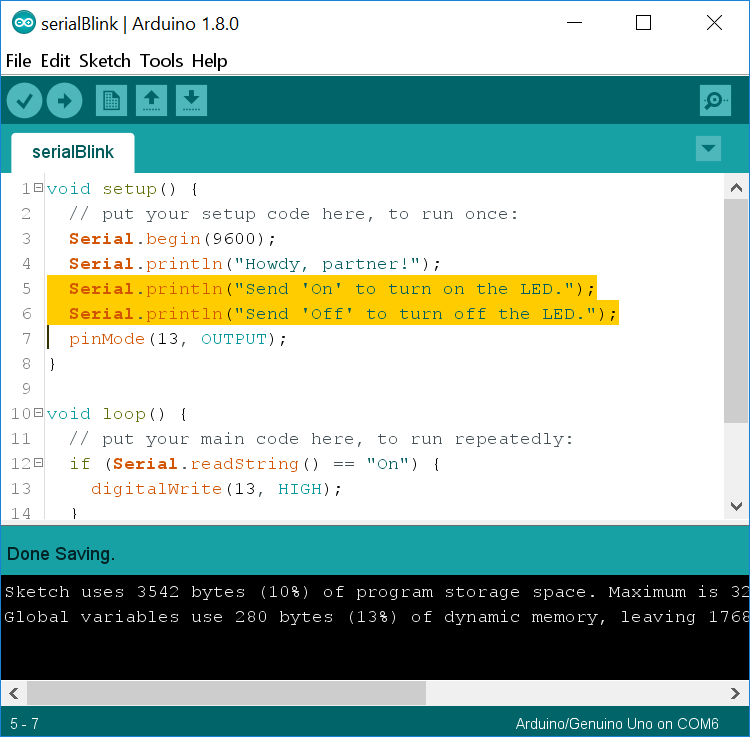 serialBlink | Arduino 1.8.0
File Edit Sketch Tools Help
serialBlink
1 void setup() {
2   // put your setup code here, to run once:
3   Serial.begin(9600);
4   Serial.println("Howdy, partner!");
5   Serial.println("Send 'On' to turn on the LED.");
6   Serial.println("Send 'Off' to turn off the LED.");
7   pinMode(13, OUTPUT);
8 }
9
10 void loop() {
11   // put your main code here, to run repeatedly:
12   if (Serial.readString() == "On") {
13     digitalWrite(13, HIGH);
14   }
Done Saving.
Sketch uses 3542 bytes (10%) of program storage space. Maximum is 32
Global variables use 280 bytes (13%) of dynamic memory, leaving 1768
5 - 7
Arduino/Genuino Uno on COM6